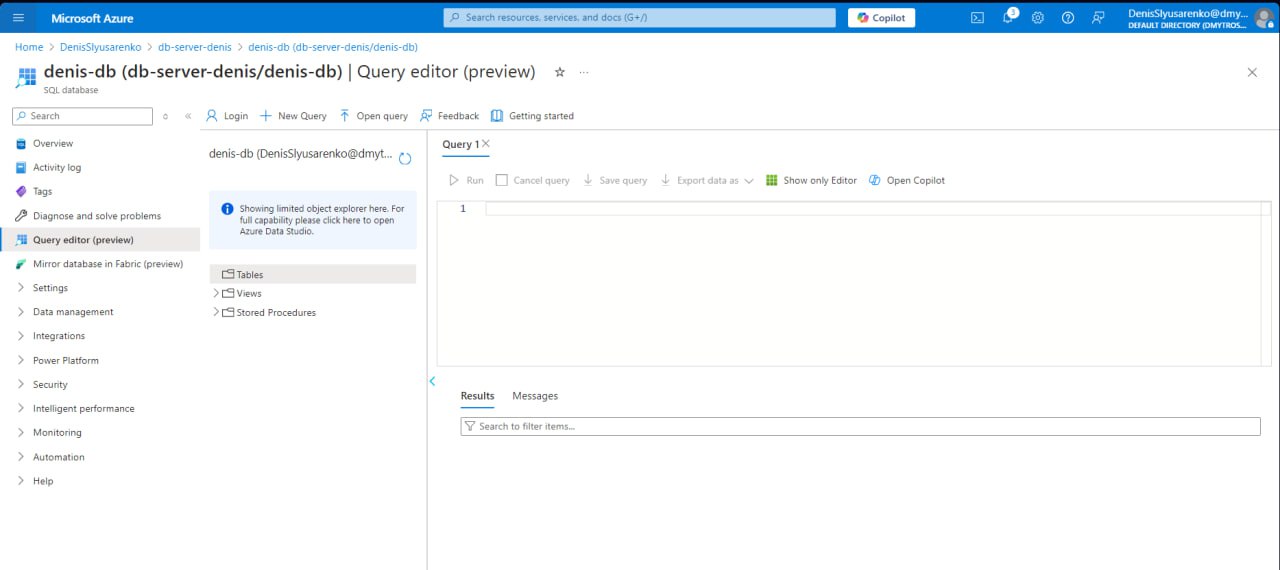 Microsoft Azure
Search resources, services, and docs (G+/)
Copilot
3
DenisSlyusarenko@dmy...
DEFAULT DIRECTORY (DMYTROS...
Home > DenisSlyusarenko > db-server-denis > denis-db (db-server-denis/denis-db)
denis-db (db-server-denis/denis-db) | Query editor (preview)
SQL database
Search
Login
New Query
Open query
Feedback
Getting started
Overview
Activity log
Tags
Diagnose and solve problems
Query editor (preview)
Mirror database in Fabric (preview)
Settings
Data management
Integrations
Power Platform
Security
Intelligent performance
Monitoring
Automation
Help
denis-db (DenisSlyusarenko@dmyt...
Showing limited object explorer here. For
full capability please click here to open
Azure Data Studio.
Tables
Views
Stored Procedures
Query 1
Run
Cancel query
Save query
Export data as
Show only Editor
Open Copilot
1
Results
Messages
Search to filter items...